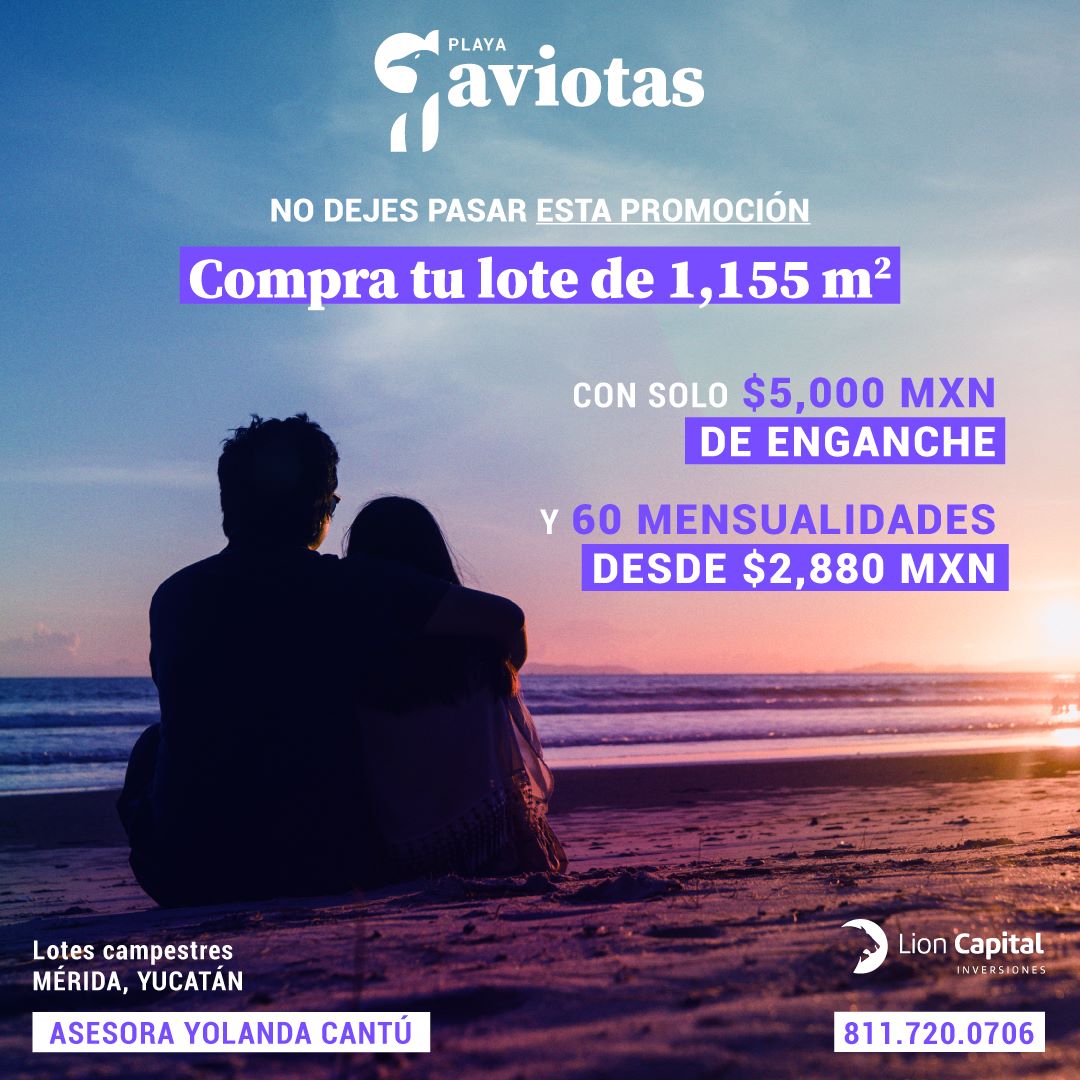 PLAYA
Gaviotas
NO DEJES PASAR ESTA PROMOCIÓN
Compra tu lote de 1,155 m²
CON SOLO $5,000 MXN
DE ENGANCHE
Y 60 MENSUALIDADES
DESDE $2,880 MXN
Lotes campestres
MÉRIDA, YUCATÁN
ASESORA YOLANDA CANTÚ
Lion Capital
INVERSIONES
811.720.0706